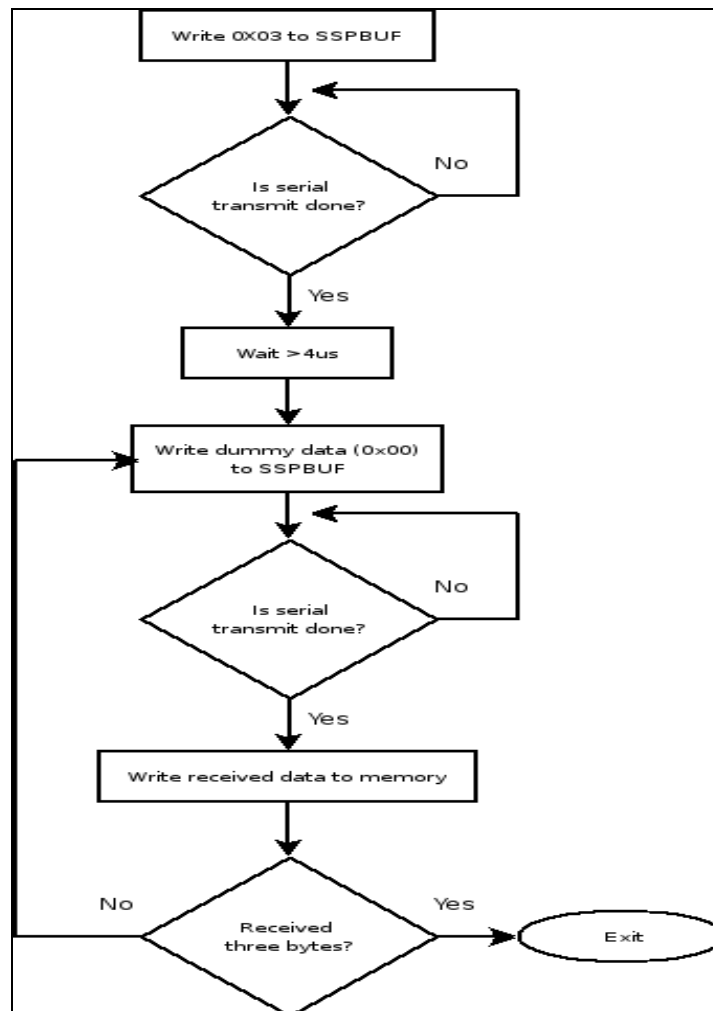 Write 0X03 to SSPBUF
No
Is serial
transmit done?
Yes
Wait >4us
Write dummy data (0x00)
to SSPBUF
No
Is serial
transmit done?
Yes
Write received data to memory
No
Yes
Received
three bytes?
Exit